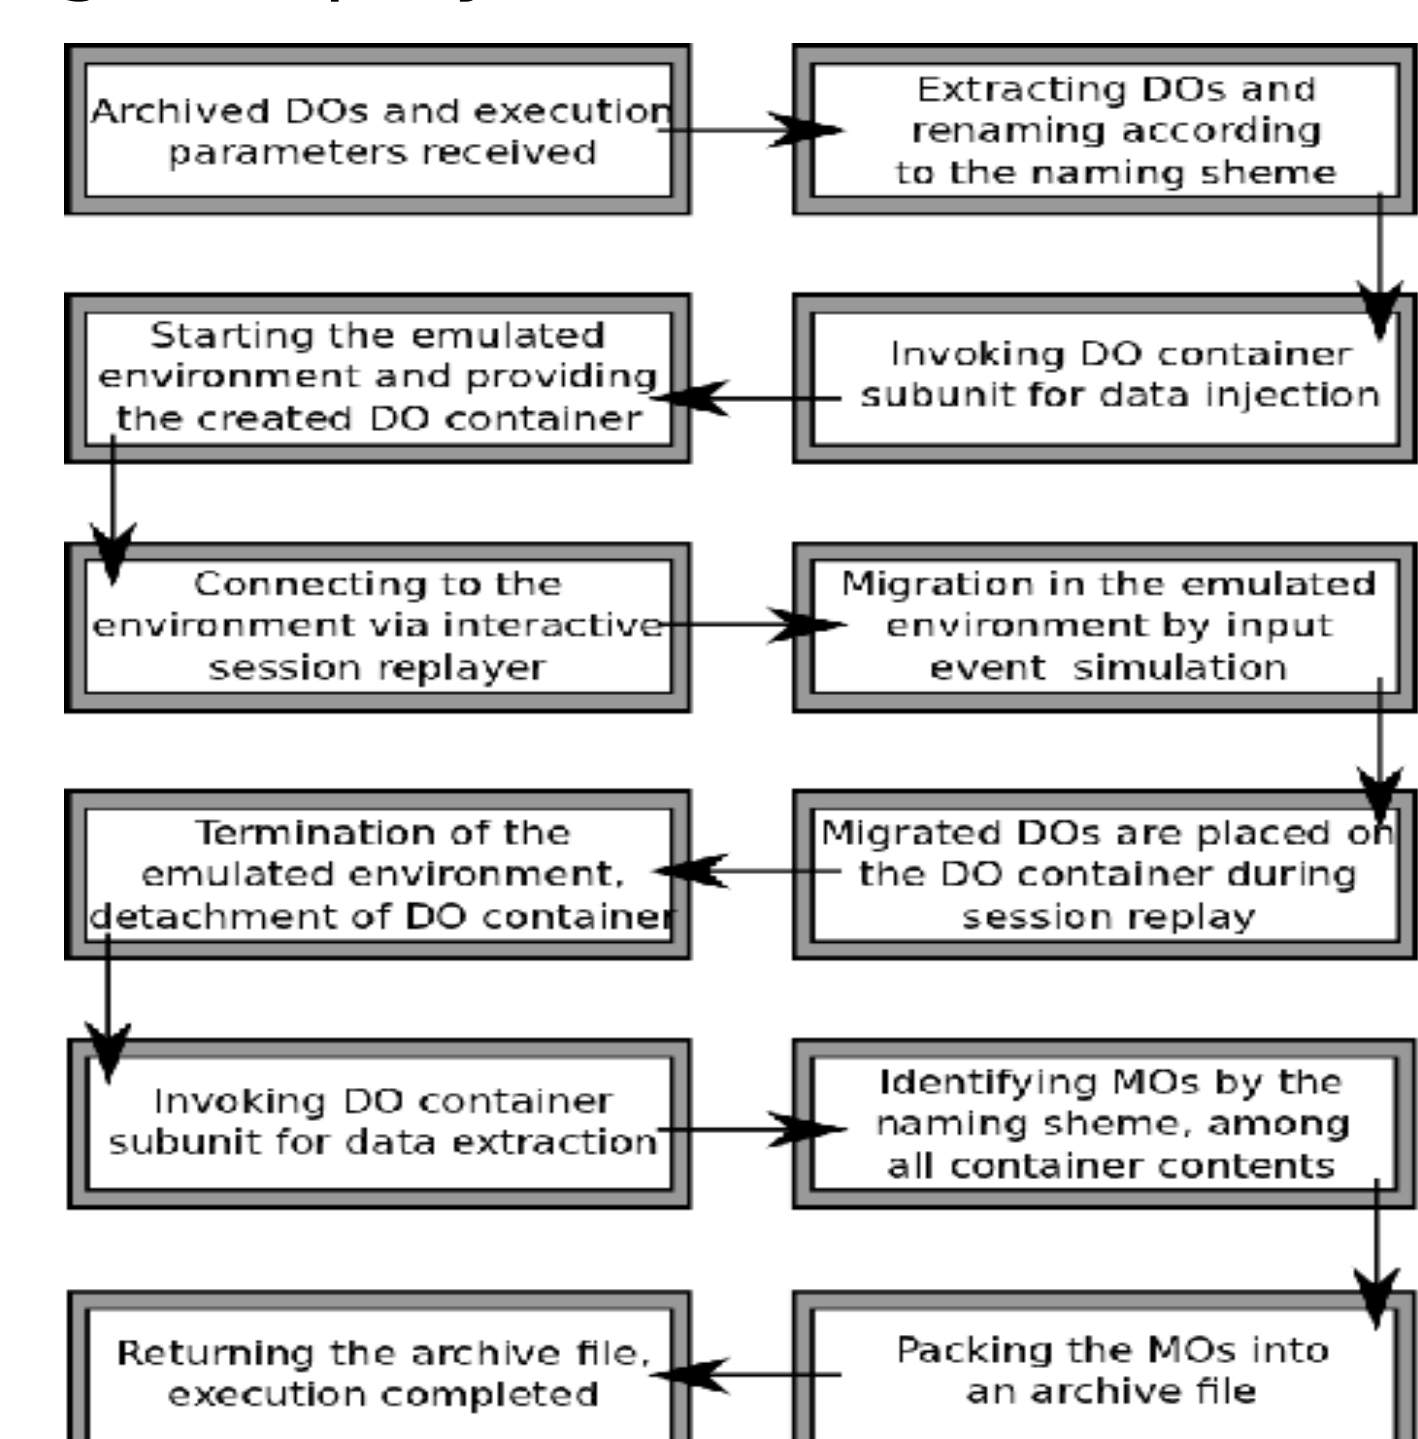 Archived DOs and execution
parameters received
Extracting DOs and
renaming according
to the naming sheme
Starting the emulated
environment and providing
the created DO container
Invoking DO container
subunit for data injection
Connecting to the
environment via interactive
session replayer
Migration in the emulated
environment by input
event  simulation
Termination of the
emulated environment,
detachment of DO container
Migrated DOs are placed on
the DO container during
session replay
Invoking DO container
subunit for data extraction
Identifying MOs by the
naming sheme, among
all container contents
Returning the archive file,
execution completed
Packing the MOs into
an archive file